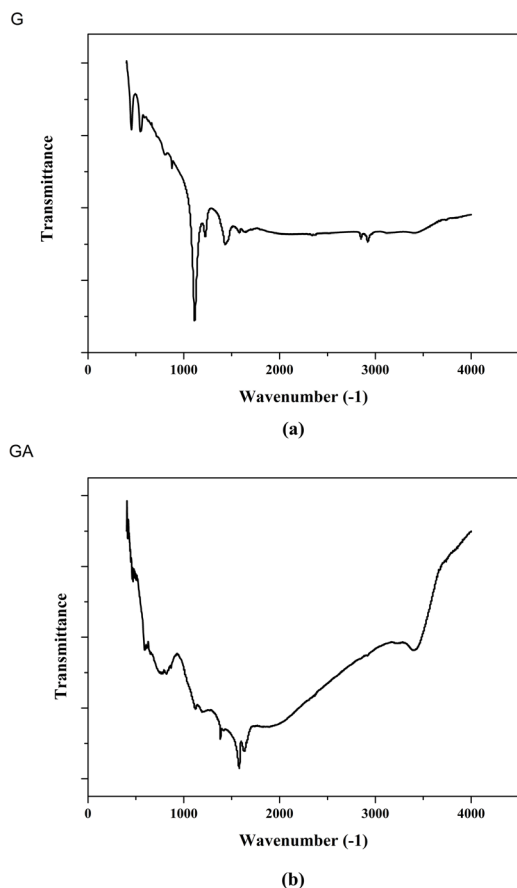 G
Transmittance
0 1000 2000 3000 4000
Wavenumber (-1)
(a)
GA
Transmittance
0 1000 2000 3000 4000
Wavenumber (-1)
(b)